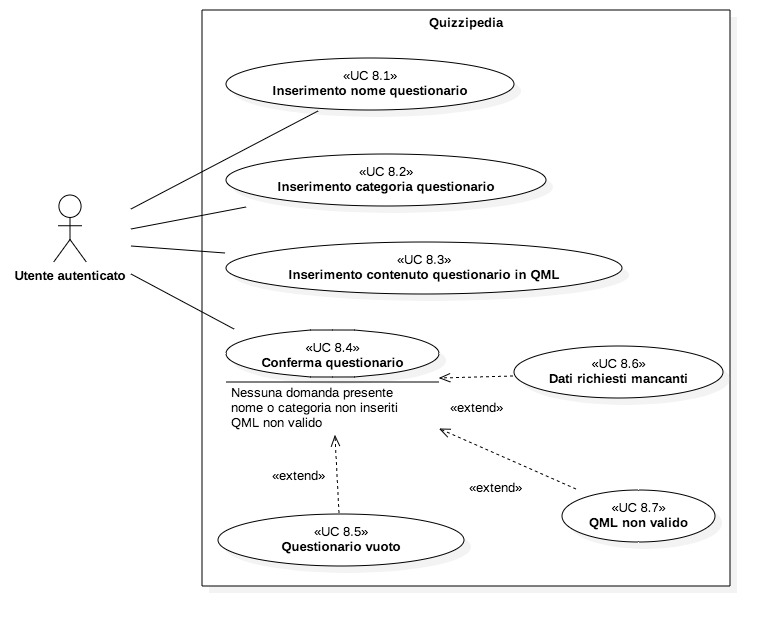 Quizzipedia
«UC 8.1»
Inserimento nome questionario
«UC 8.2»
Inserimento categoria questionario
«UC 8.3»
Inserimento contenuto questionario in QML
Utente autenticato
«UC 8.4»
Conferma questionario
Nessuna domanda presente
nome o categoria non inseriti
QML non valido
«UC 8.6»
Dati richiesti mancanti
«extend»
«extend»
«extend»
«UC 8.7»
QML non valido
«UC 8.5»
Questionario vuoto